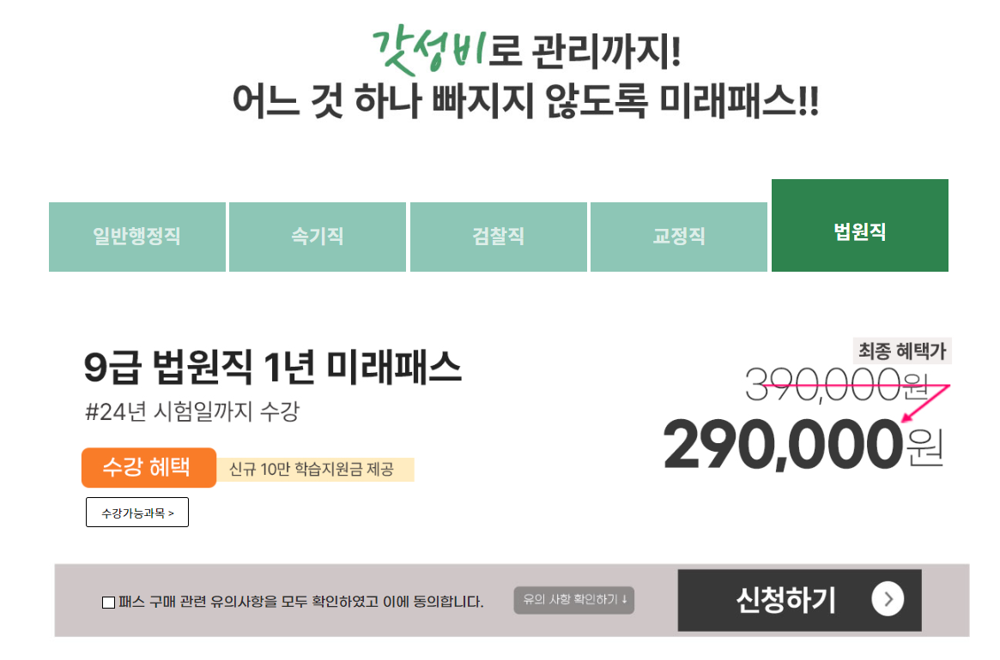 갓성비로 관리까지!
어느 것 하나 빠지지 않도록 미래패스!!
일반행정직
속기직
검찰직
교정직
법원직
9급 법원직 1년 미래패스
#24년 시험일까지 수강
수강 혜택 신규 10만 학습지원금 제공
수강가능과목 >
최종 혜택가
390,000원
290,000원
패스 구매 관련 유의사항을 모두 확인하였고 이에 동의합니다.
유의 사항 확인하기 ↓
신청하기